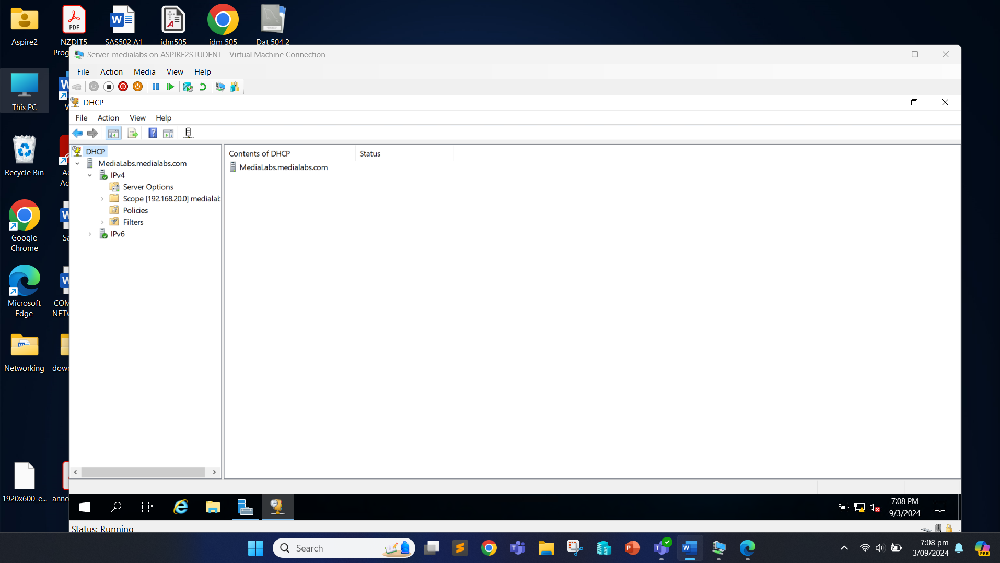 Aspire2
NZDIT5
Prog
SAS502 A1
idm505
idm 505
Dat 504 2
Server-medialabs on ASPIRE2STUDENT - Virtual Machine Connection
File Action Media View Help
DHCP
File Action View Help
DHCP
MediaLabs.medialabs.com
IPv4
Server Options
Scope [192.168.20.0] medialab
Policies
Filters
IPv6
Contents of DHCP
Status
MediaLabs.medialabs.com
This PC
Recycle Bin
Ac
Ac
Google
Chrome
Sa
Microsoft
Edge
COM
NETW
Networking
down
1920x600_e...
anno
7:08 PM
9/3/2024
Status: Running
Search
PRE
7:08 pm
3/09/2024